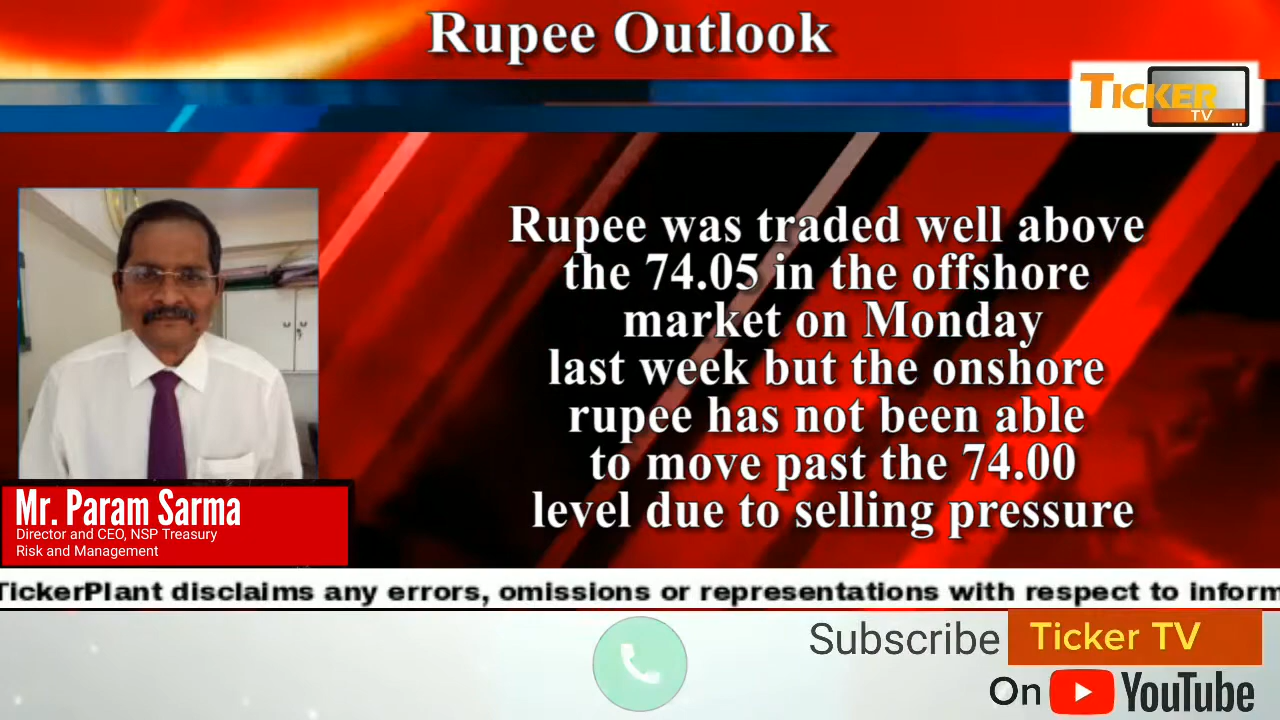 Rupee Outlook
TICKER
TV
Rupee was traded well above
the 74.05 in the offshore
market on Monday
last week but the onshore
rupee has not been able
to move past the 74.00
level due to selling pressure
Mr. Param Sarma
Director and CEO, NSP Treasury
Risk and Management
TickerPlant disclaims any errors, omissions or representations with respect to inform
Subscribe Ticker TV
On YouTube